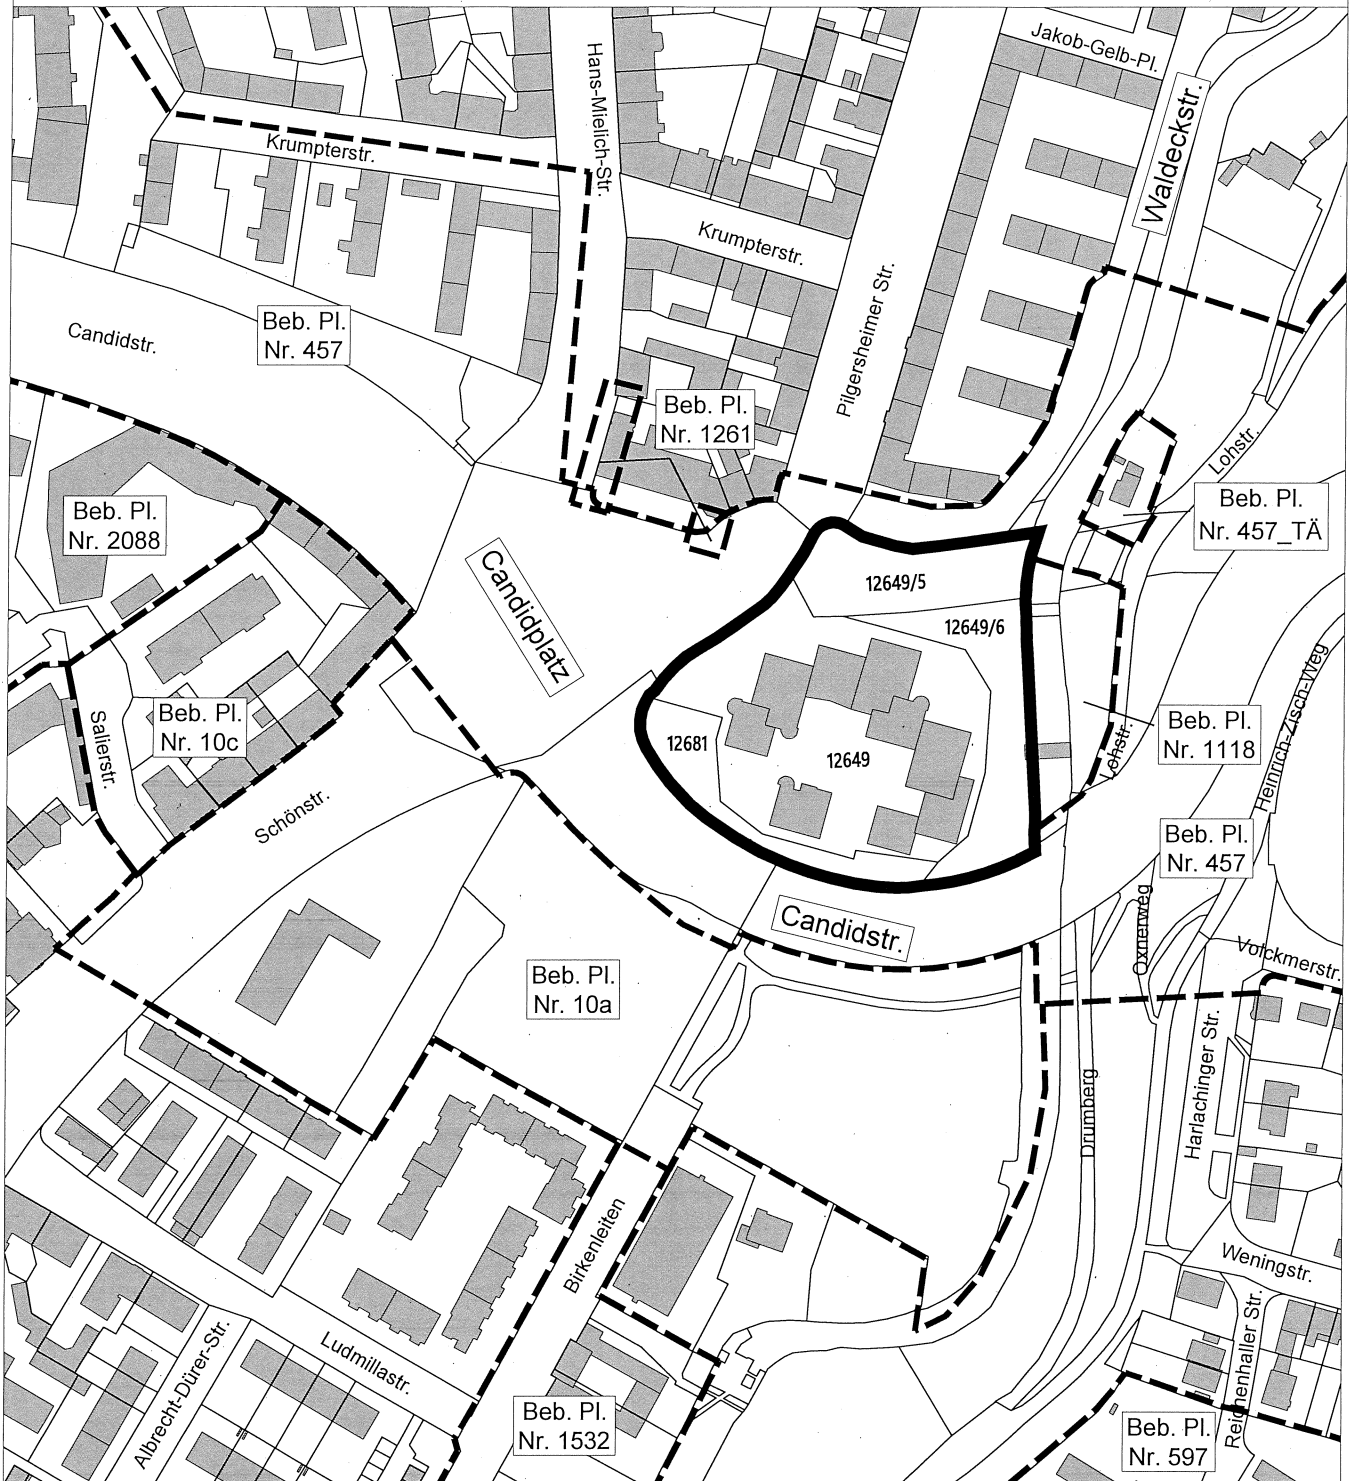 Jakob-Gelb-Pl.
Hans-Mielich-Str.
Waldeckstr.
Krumpterstr.
Krumpterstr.
Pilgersheimer Str.
Beb. Pl.
Nr. 457
Candidstr.
Beb. Pl.
Nr. 1261
Lohstr.
Beb. Pl.
Nr. 2088
Beb. Pl.
Nr. 457_TÄ
Candidplatz
12649/5
12649/6
Salierstr.
Beb. Pl.
Nr. 10c
12681
12649
Lohstr.
Beb. Pl.
Nr. 1118
Heinrich-Zisch-Weg
Schönstr.
Beb. Pl.
Nr. 457
Candidstr.
Oxnerweg
Volckmerstr.
Beb. Pl.
Nr. 10a
Drumberg
Harlachinger Str.
Birkenleiten
Weningstr.
Reichenhaller Str.
Ludmillastr.
Albrecht-Dürer-Str.
Beb. Pl.
Nr. 1532
Beb. Pl.
Nr. 597